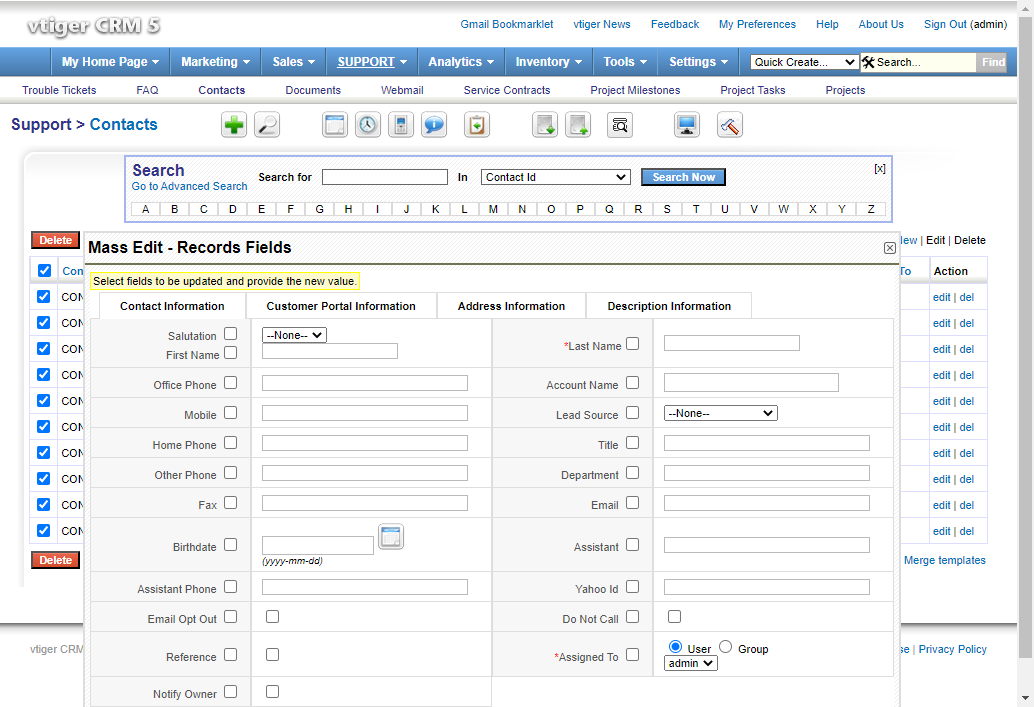 vtiger CRM 5
Gmail Bookmarklet vtiger News Feedback My Preferences Help About Us Sign Out (admin)
My Home Page Marketing Sales SUPPORT Analytics Inventory Tools Settings Quick Create... Search... Find
Trouble Tickets FAQ Contacts Documents Webmail Service Contracts Project Milestones Project Tasks Projects
Support > Contacts
Search
Go to Advanced Search
Search for In Contact Id Search Now [x]
A B C D E F G H I J K L M N O P Q R S T U V W X Y Z
Delete | Edit | Delete
Mass Edit - Records Fields
To Action
Select fields to be updated and provide the new value.
Contact Information Customer Portal Information Address Information Description Information
CON edit | del
CON edit | del
CON edit | del
CON edit | del
CON edit | del
CON edit | del
CON edit | del
CON edit | del
CON edit | del
CON edit | del
Salutation --None--
First Name
*Last Name
Office Phone Account Name
Mobile Lead Source --None--
Home Phone Title
Other Phone Department
Fax Email
Birthdate Assistant
(yyyy-mm-dd)
Delete Merge templates
Assistant Phone Yahoo Id
Email Opt Out Do Not Call
Reference *Assigned To User Group
admin
vtiger CRM | Privacy Policy
Notify Owner